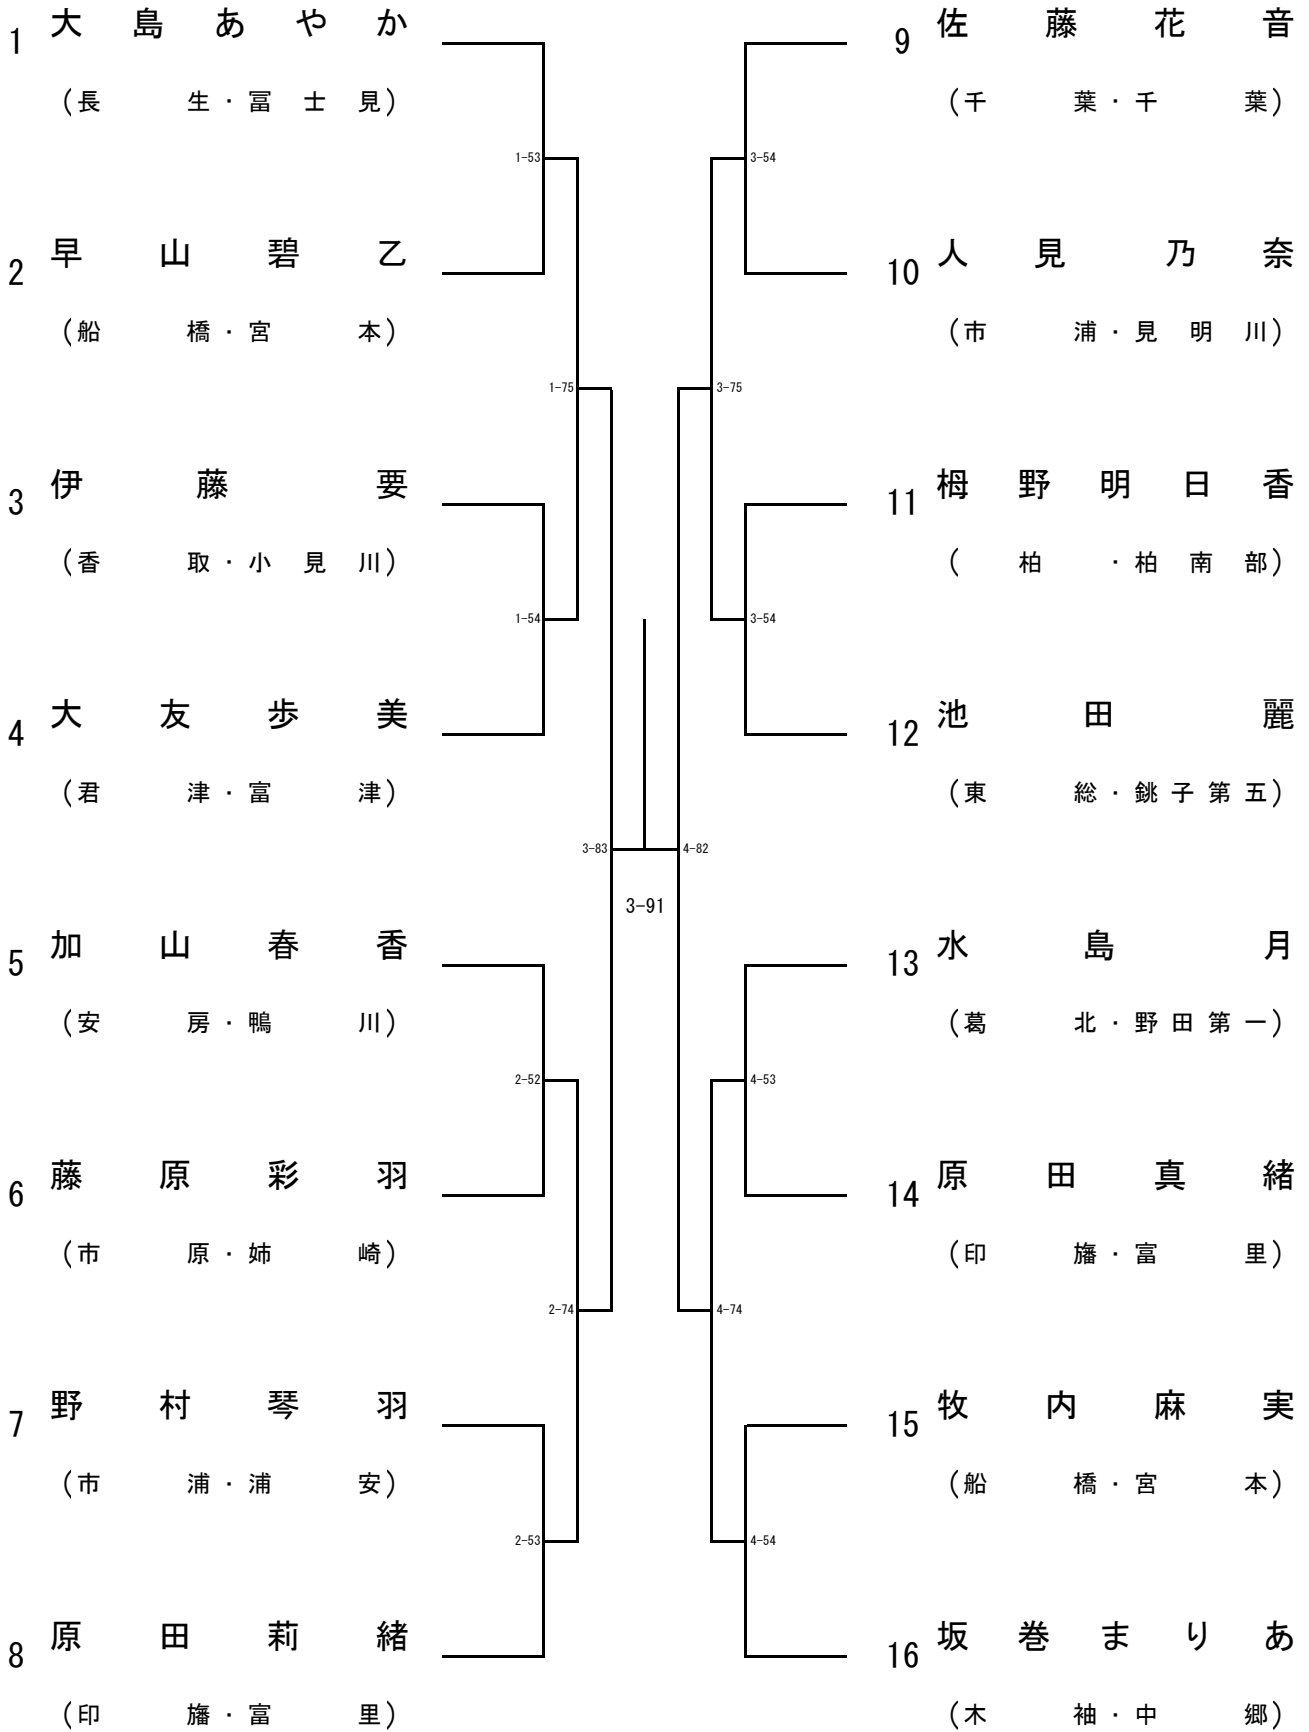 1 大島あやか
(長生・冨士見)
1-53
2 早山碧乙
(船橋・宮本)
1-75
3 伊藤要
(香取・小見川)
1-54
4 大友歩美
(君津・富津)
3-83
5 加山春香
(安房・鴨川)
2-52
6 藤原彩羽
(市原・姉崎)
2-74
7 野村琴羽
(市浦・浦安)
2-53
8 原田莉緒
(印旛・富里)
3-91
9 佐藤花音
(千葉・千葉)
3-54
10 人見乃奈
(市浦・見明川)
3-75
11 栂野明日香
(柏・柏南部)
3-54
12 池田麗
(東総・銚子第五)
4-82
13 水島月
(葛北・野田第一)
4-53
14 原田真緒
(印旛・富里)
4-74
15 牧内麻実
(船橋・宮本)
4-54
16 坂巻まりあ
(木袖・中郷)